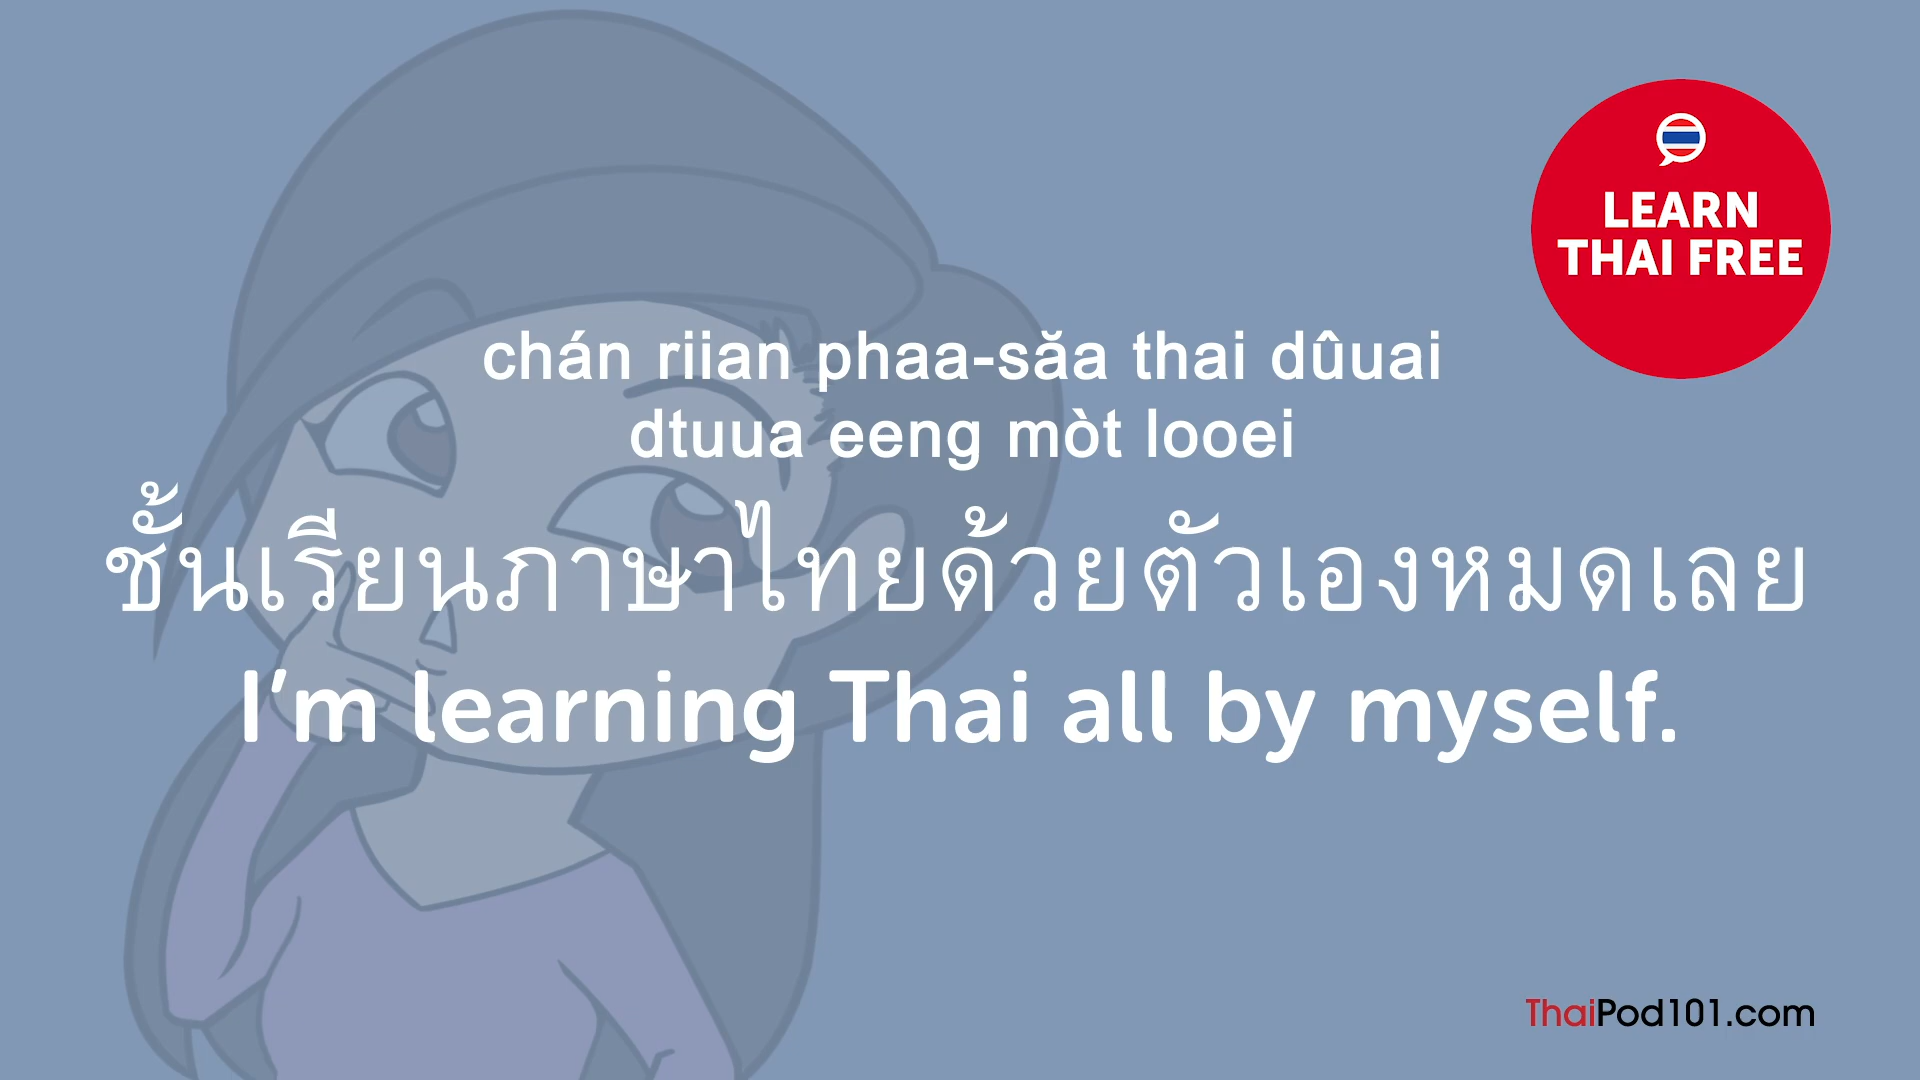 LEARN
THAI FREE
chán riian phaa-săa thai dûuai
dtuua eeng mòt looei
ชั้นเรียนภาษาไทยด้วยตัวเองหมดเลย
I'm learning Thai all by myself.
ThaiPod101.com